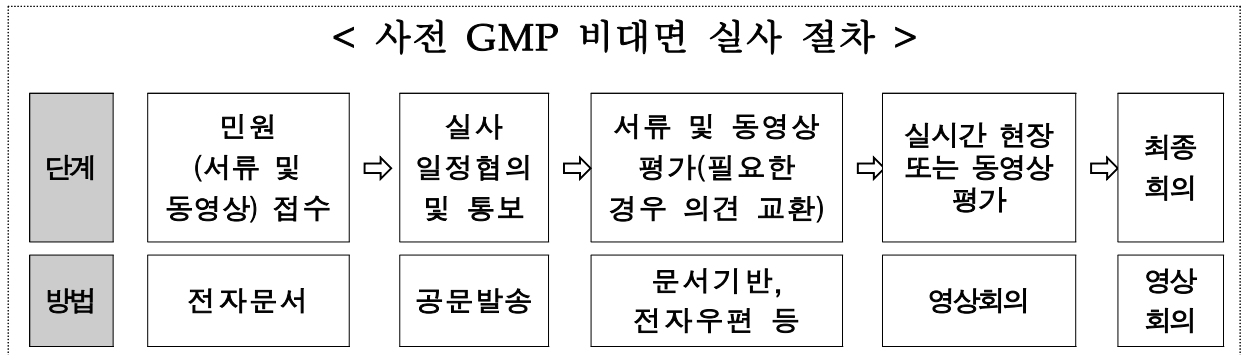 < 사전 GMP 비대면 실사 절차 >
단계
민원
(서류 및
동영상) 접수
⇨
실사
일정협의
및 통보
⇨
서류 및 동영상
평가(필요한
경우 의견 교환)
⇨
실시간 현장
또는 동영상
평가
⇨
최종
희의
방법
전자문서
공문발송
문서기반,
전자우편 등
영상회의
영상
회의